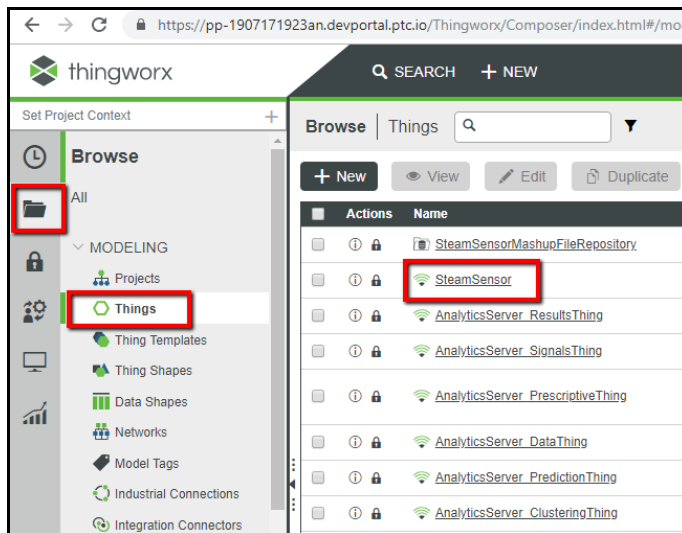 https://pp-1907171923an.devportal.ptc.io/Thingworx/Composer/index.html#/mo
thingworx
SEARCH + NEW
Set Project Context +
Browse
All
MODELING
Projects
Things
Thing Templates
Thing Shapes
Data Shapes
Networks
Model Tags
Industrial Connections
Integration Connectors
Browse | Things
+ New View Edit Duplicate
Actions Name
SteamSensorMashupFileRepository
SteamSensor
AnalyticsServer_ResultsThing
AnalyticsServer_SignalsThing
AnalyticsServer_PrescriptiveThing
AnalyticsServer_DataThing
AnalyticsServer_PredictionThing
AnalyticsServer_ClusteringThing